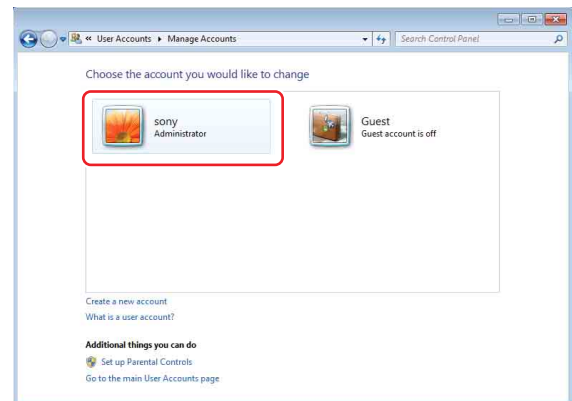 « User Accounts ▸ Manage Accounts
Search Control Panel
Choose the account you would like to change
sony
Administrator
Guest
Guest account is off
Create a new account
What is a user account?
Additional things you can do
Set up Parental Controls
Go to the main User Accounts page